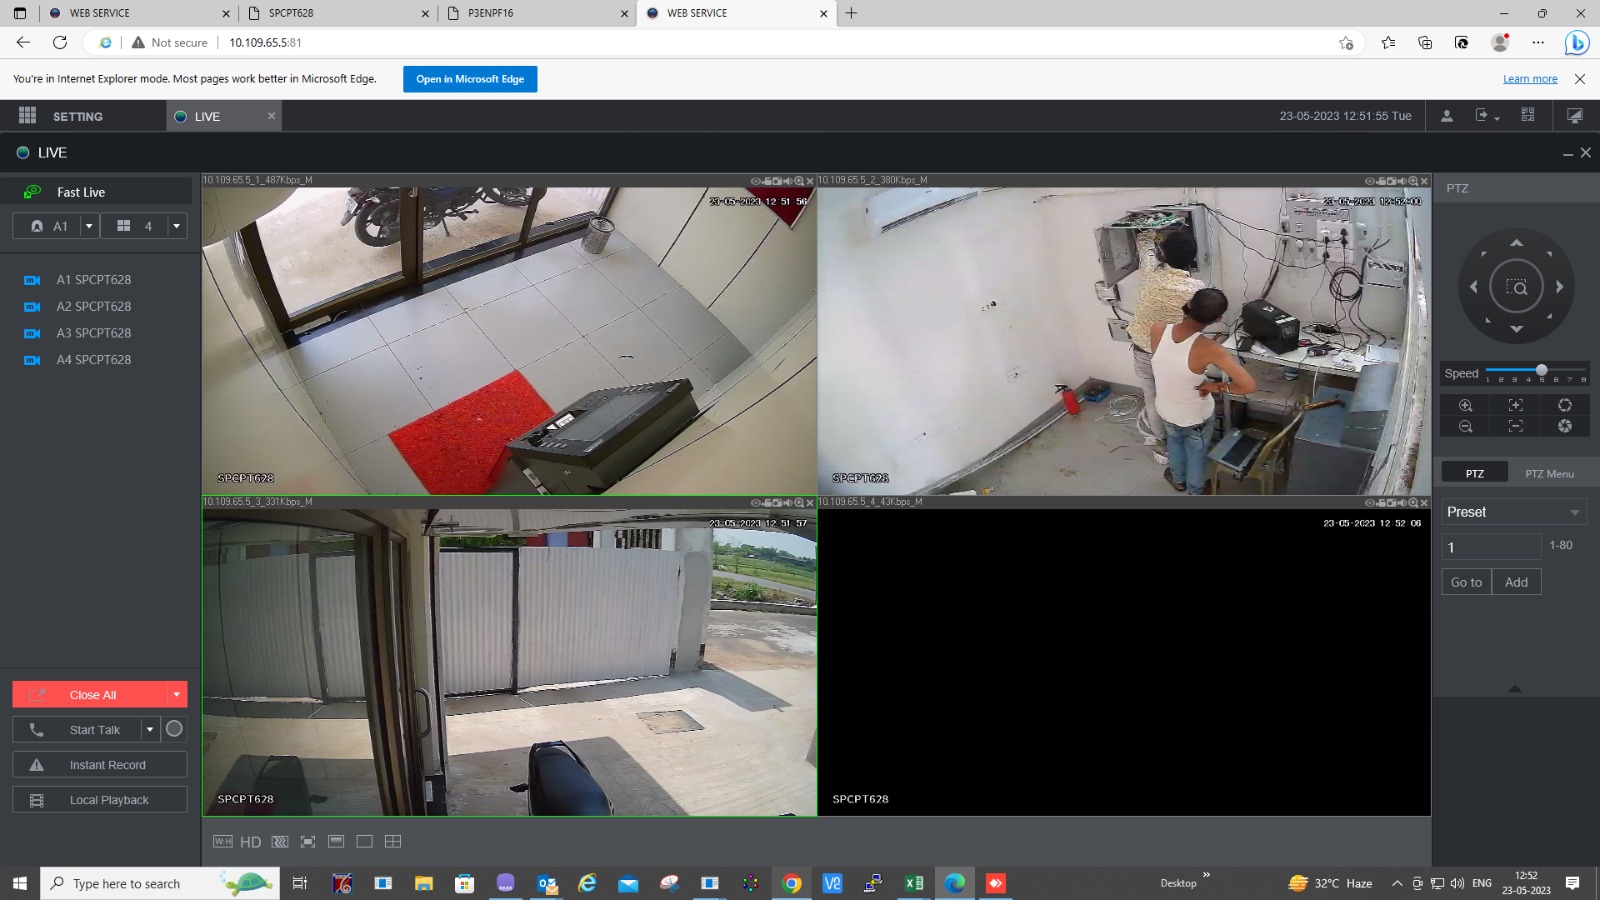 WEB SERVICE
SPCPT628
P3ENPF16
WEB SERVICE
Not secure
10.109.65.5:81
You're in Internet Explorer mode. Most pages work better in Microsoft Edge.
Open in Microsoft Edge
Learn more
SETTING
LIVE
23-05-2023 12:51:55 Tue
LIVE
Fast Live
A1
4
A1 SPCPT628
A2 SPCPT628
A3 SPCPT628
A4 SPCPT628
Close All
Start Talk
Instant Record
Local Playback
10.109.65.5_1_487Kbps_M
23-05-2023 12 51 56
SPCPT628
10.109.65.5_2_380Kbps_M
23-05-2023 12:52:00
SPCPT628
10.109.65.5_3_331Kbps_M
23-05-2023 12 51:57
SPCPT628
10.109.65.5_4_43Kbps_M
23-05-2023 12 52 06
SPCPT628
W:H
HD
PTZ
Speed
1 2 3 4 5 6 7 8
PTZ
PTZ Menu
Preset
1
1-80
Go to
Add
Type here to search
Desktop
32°C Haze
ENG
12:52
23-05-2023